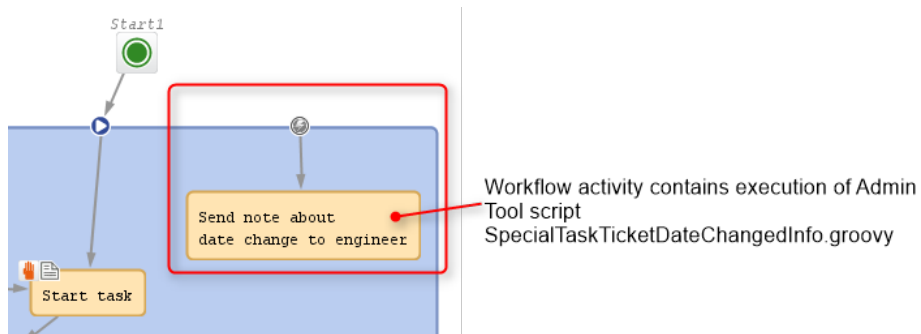 Start1
Send note about
date change to engineer
Workflow activity contains execution of Admin
Tool script
SpecialTaskTicketDateChangedInfo.groovy
Start task